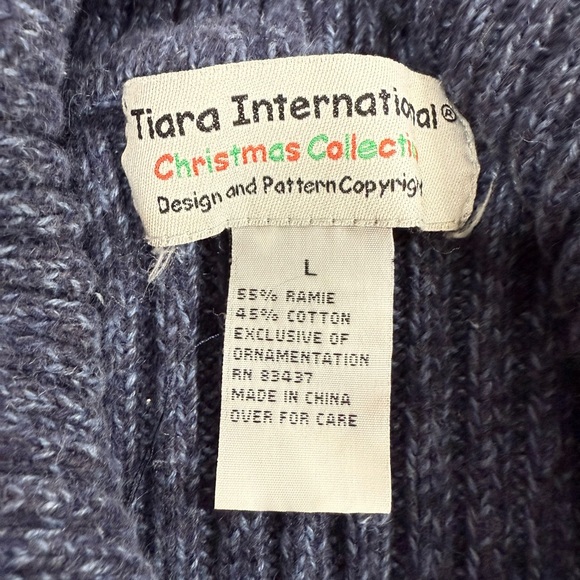 Tiara International®
Christmas Collecti
Design and Pattern Copyright
L
55% RAMIE
45% COTTON
EXCLUSIVE OF
ORNAMENTATION
RN 83437
MADE IN CHINA
OVER FOR CARE